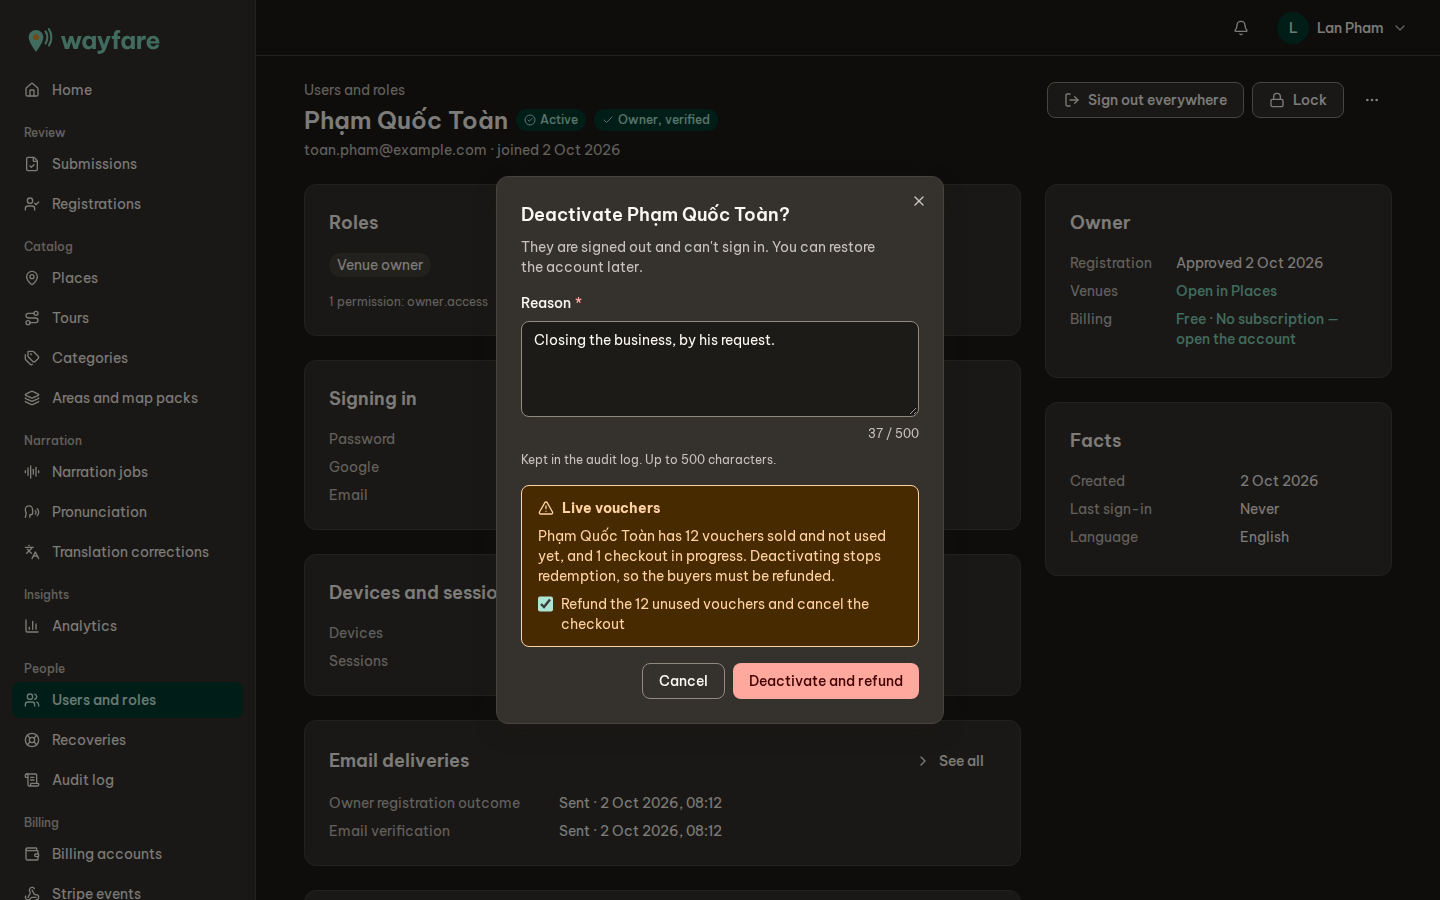 wayfare
Home
Review
Submissions
Registrations
Catalog
Places
Tours
Categories
Areas and map packs
Narration
Narration jobs
Pronunciation
Translation corrections
Insights
Analytics
People
Users and roles
Recoveries
Audit log
Billing
Billing accounts
Stripe events
L Lan Pham
Users and roles
Phạm Quốc Toàn Active Owner, verified
toan.pham@example.com · joined 2 Oct 2026
Sign out everywhere Lock
Roles
Venue owner
1 permission: owner.access
Signing in
Password
Google
Email
Devices and sessio
Devices
Sessions
Email deliveries See all
Owner registration outcome Sent · 2 Oct 2026, 08:12
Email verification Sent · 2 Oct 2026, 08:12
Owner
Registration Approved 2 Oct 2026
Venues Open in Places
Billing Free · No subscription —
open the account
Facts
Created 2 Oct 2026
Last sign-in Never
Language English
Deactivate Phạm Quốc Toàn?
They are signed out and can't sign in. You can restore
the account later.
Reason *
Closing the business, by his request.
37 / 500
Kept in the audit log. Up to 500 characters.
Live vouchers
Phạm Quốc Toàn has 12 vouchers sold and not used
yet, and 1 checkout in progress. Deactivating stops
redemption, so the buyers must be refunded.
Refund the 12 unused vouchers and cancel the
checkout
Cancel Deactivate and refund